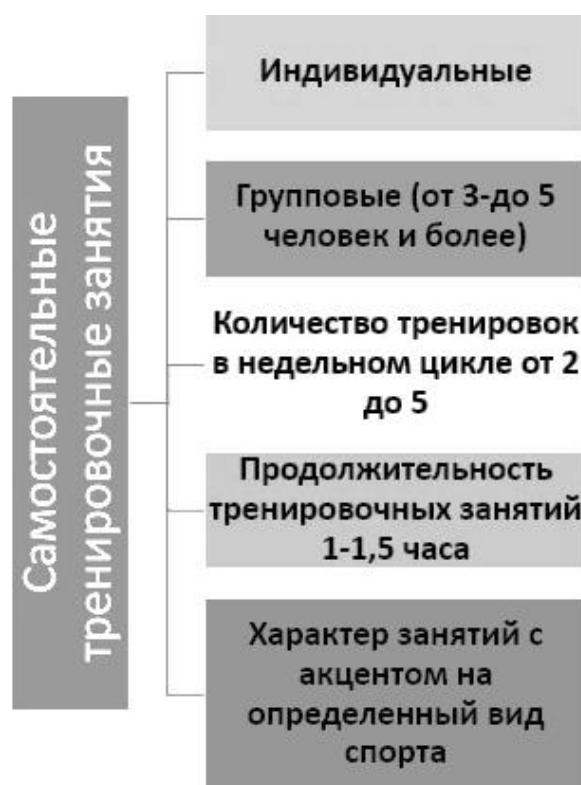 Самостоятельные
тренировочные занятия
Индивидуальные
Групповые (от 3-до 5
человек и более)
Количество тренировок
в недельном цикле от 2
до 5
Продолжительность
тренировочных занятий
1-1,5 часа
Характер занятий с
акцентом на
определенный вид
спорта